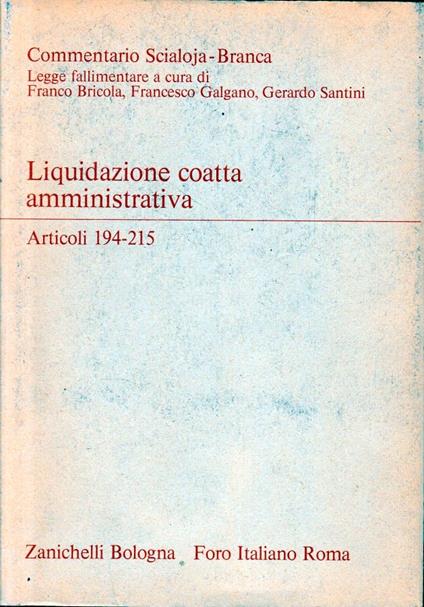 Commentario Scialoja-Branca
Legge fallimentare a cura di
Franco Bricola, Francesco Galgano, Gerardo Santini
Liquidazione coatta
amministrativa
Articoli 194-215
Zanichelli Bologna Foro Italiano Roma